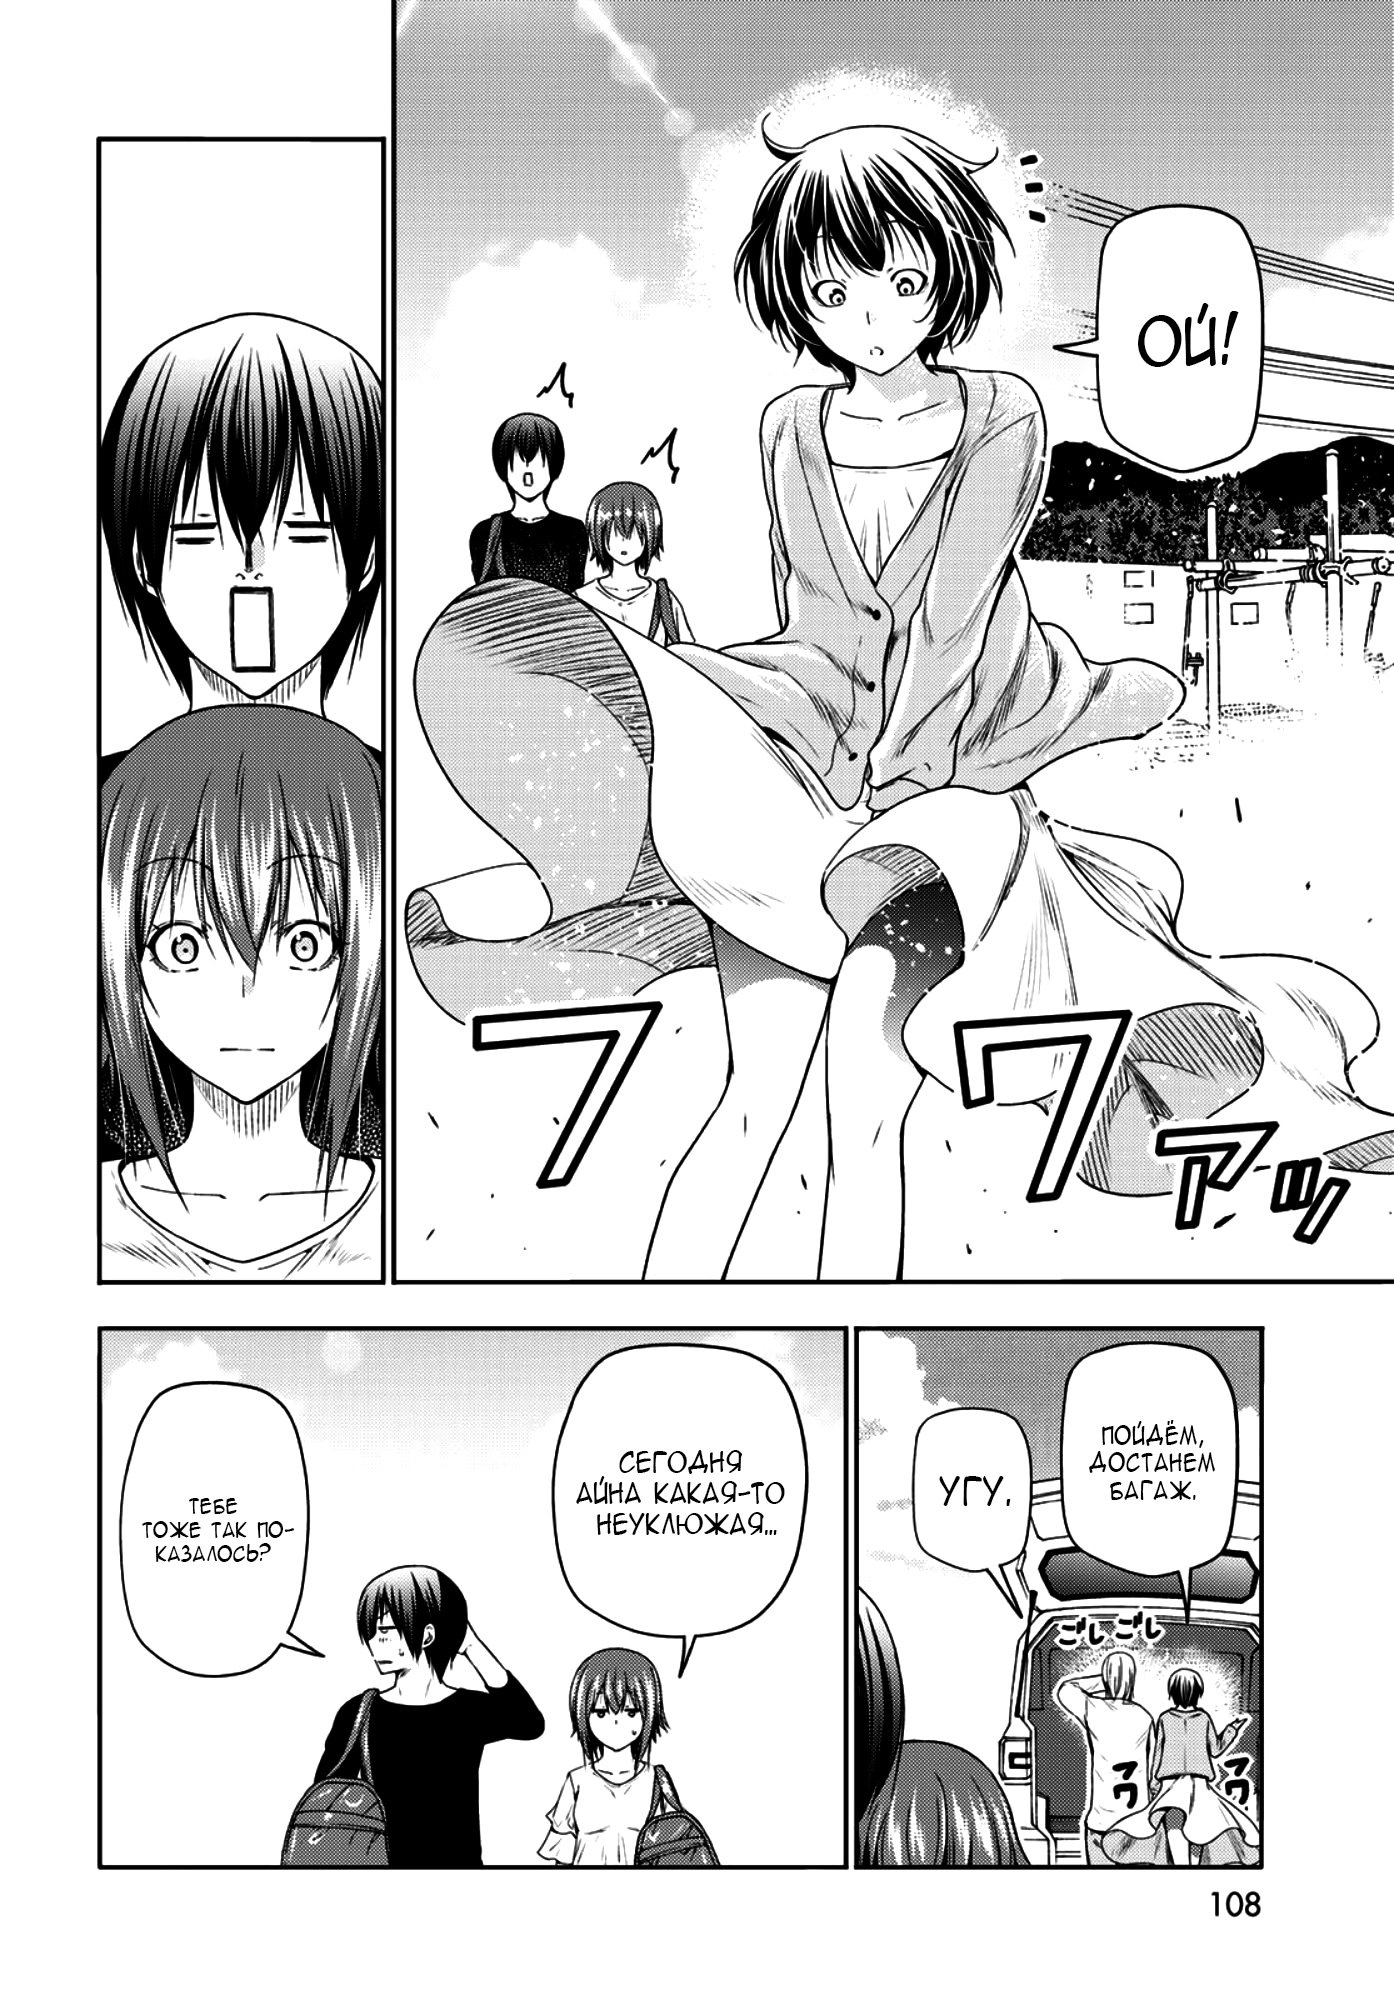 ОЙ!
フワァッ
ПОЙДЁМ,
ДОСТАНЕМ
БАГАЖ.
УГУ.
ごしごし
フワ
フワ
СЕГОДНЯ
АЙНА КАКАЯ-ТО
НЕУКЛЮЖАЯ...
ТЕБЕ
ТОЖЕ ТАК ПО-
КАЗАЛОСЬ?
108